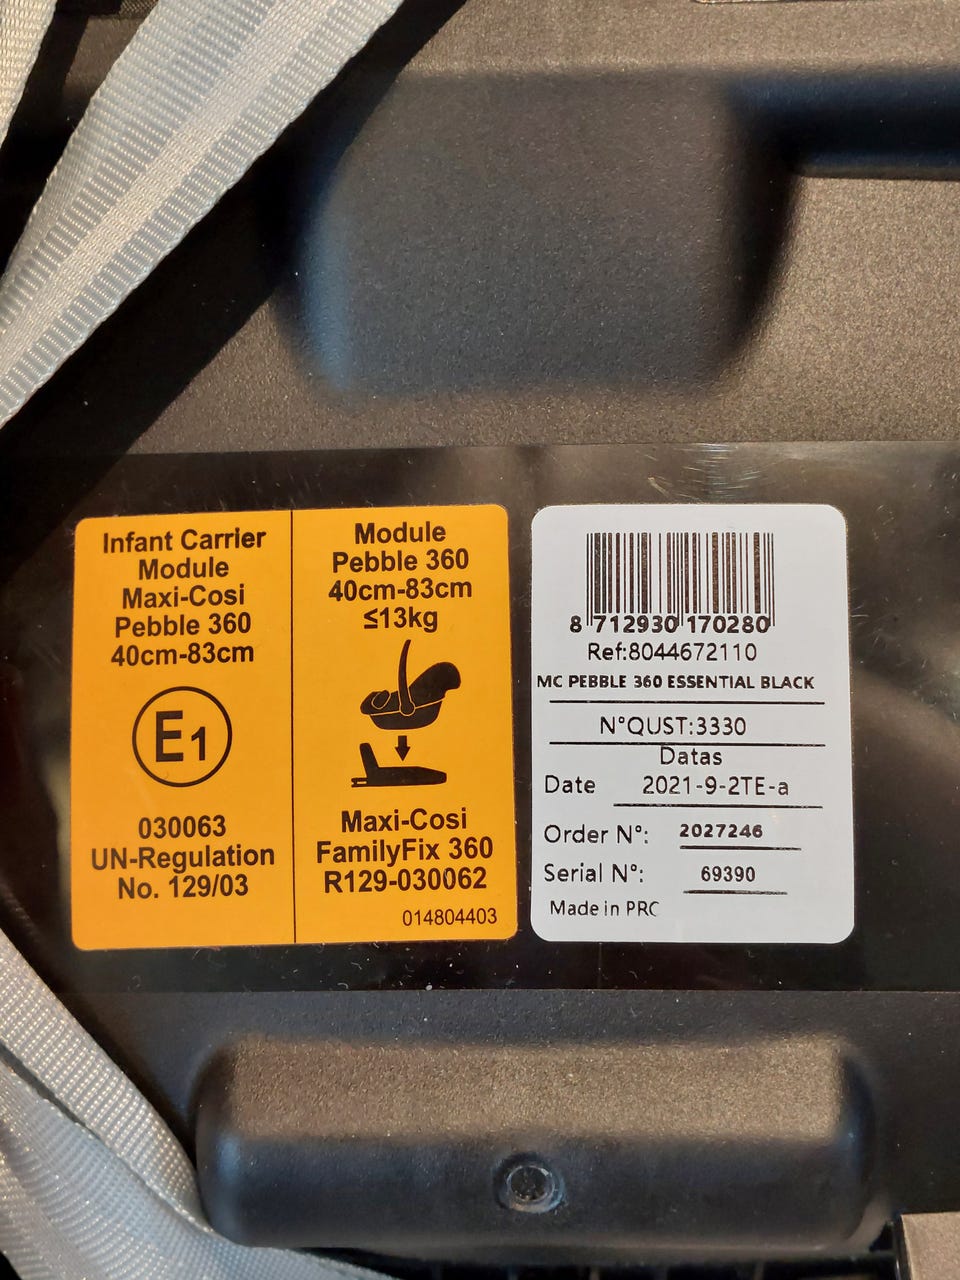 Infant Carrier
Module
Maxi-Cosi
Pebble 360
40cm-83cm
E1
030063
UN-Regulation
No. 129/03
Module
Pebble 360
40cm-83cm
≤13kg
Maxi-Cosi
FamilyFix 360
R129-030062
014804403
8 712930 170280
Ref:8044672110
MC PEBBLE 360 ESSENTIAL BLACK
N°QUST:3330
Datas
Date 2021-9-2TE-a
Order N°: 2027246
Serial N°: 69390
Made in PRC